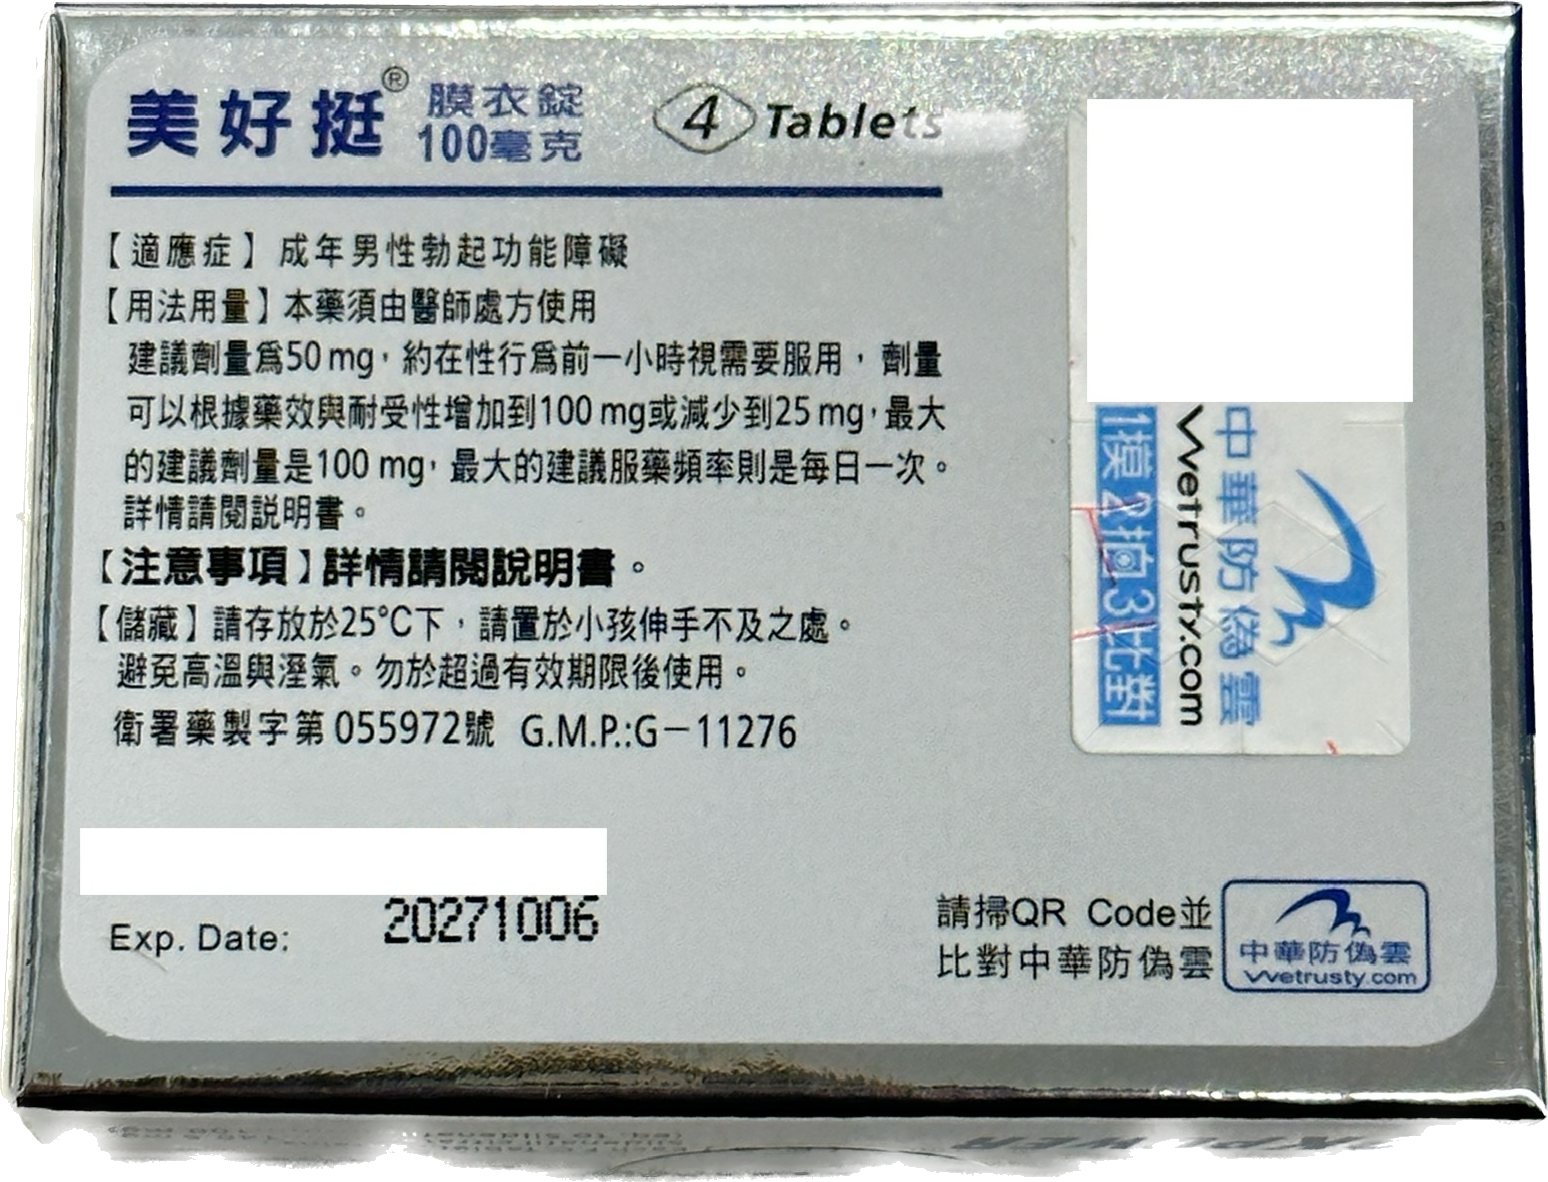 美好挺® 膜衣錠 100毫克 4 Tablets
【適應症】成年男性勃起功能障礙
【用法用量】本藥須由醫師處方使用
建議劑量為50 mg，約在性行為前一小時視需要服用，劑量
可以根據藥效與耐受性增加到100 mg或減少到25 mg，最大
的建議劑量是100 mg，最大的建議服藥頻率則是每日一次。
詳情請閱說明書。
【注意事項】詳情請閱說明書。
【儲藏】請存放於25℃下，請置於小孩伸手不及之處。
避免高溫與溼氣。勿於超過有效期限後使用。
衛署藥製字第 055972號 G.M.P.:G－11276
Exp. Date: 20271006
中華防偽雲
Vvetrusty.com
1摸2拍3比對
請掃QR Code並
比對中華防偽雲
中華防偽雲
Vvetrusty.com